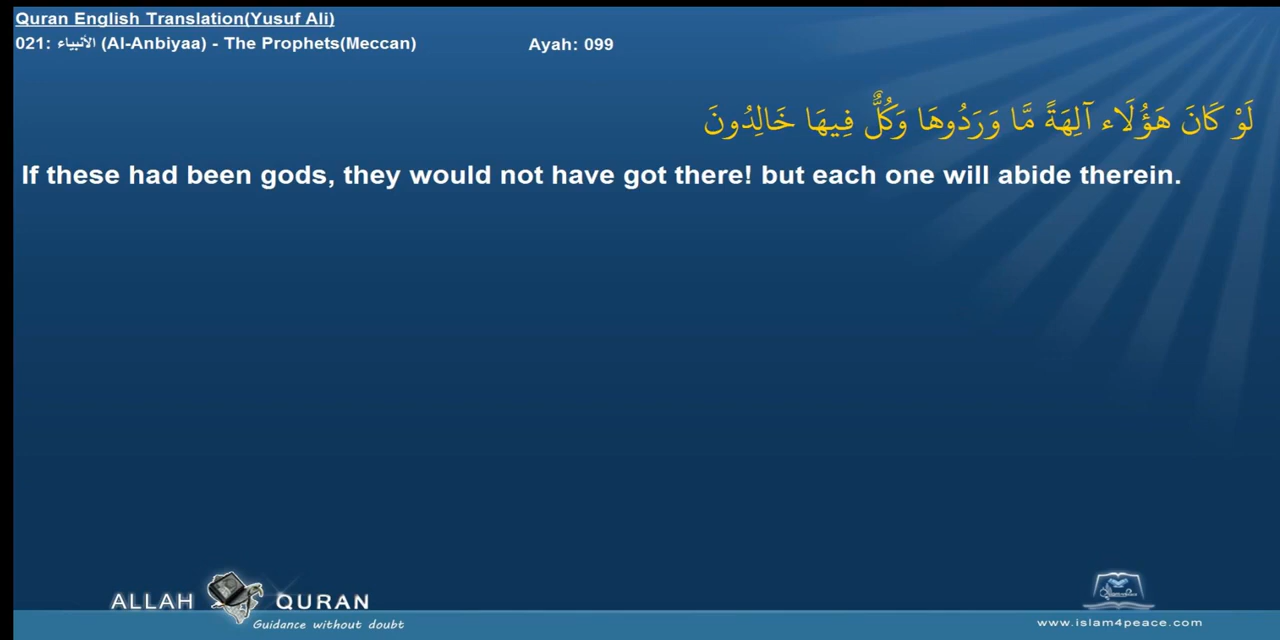 Quran English Translation(Yusuf Ali)
021: الأنبياء (Al-Anbiyaa) - The Prophets(Meccan) Ayah: 099
لَوْ كَانَ هَؤُلَاء آلِهَةً مَّا وَرَدُوهَا وَكُلٌّ فِيهَا خَالِدُونَ
If these had been gods, they would not have got there! but each one will abide therein.
ALLAH QURAN
Guidance without doubt
www.islam4peace.com